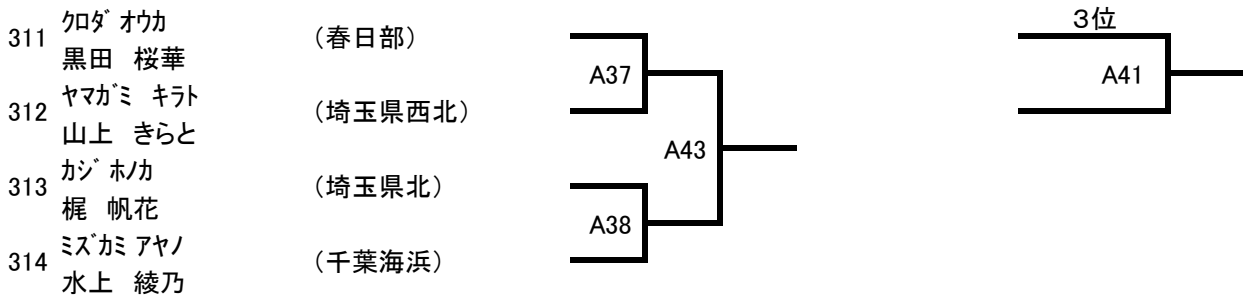 311 クロダ オウカ
黒田　桜華 （春日部）
312 ヤマガミ キラト
山上　きらと （埼玉県西北）
313 カジ ホノカ
梶　帆花 （埼玉県北）
314 ミズカミ アヤノ
水上　綾乃 （千葉海浜）
A37
A43
A38
３位
A41